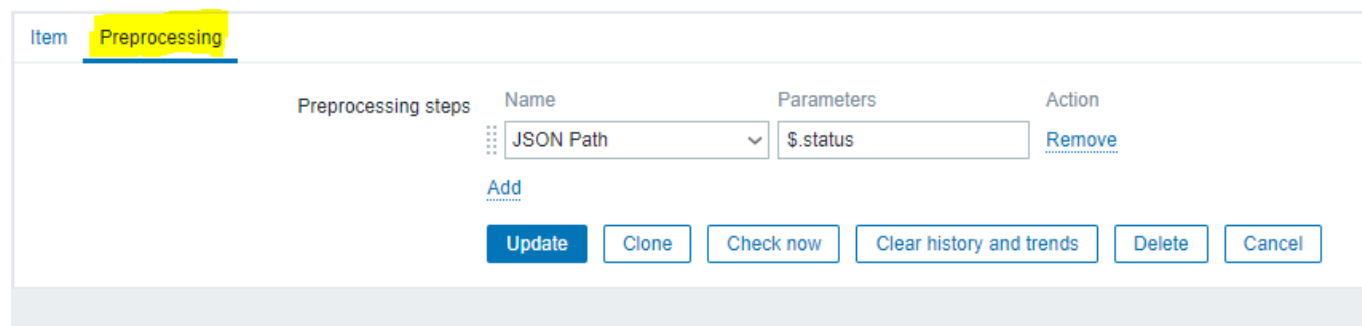 Item Preprocessing
Preprocessing steps Name Parameters Action
JSON Path $.status Remove
Add
Update Clone Check now Clear history and trends Delete Cancel